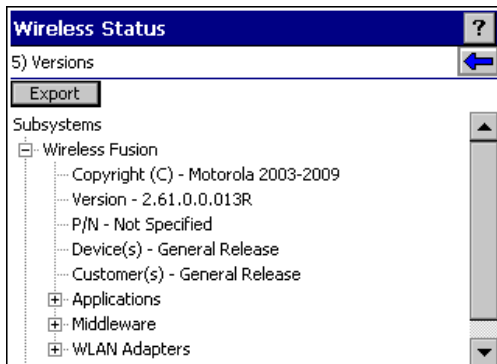 Wireless Status ?
5) Versions
Export
Subsystems
Wireless Fusion
Copyright (C) - Motorola 2003-2009
Version - 2.61.0.0.013R
P/N - Not Specified
Device(s) - General Release
Customer(s) - General Release
Applications
Middleware
WLAN Adapters